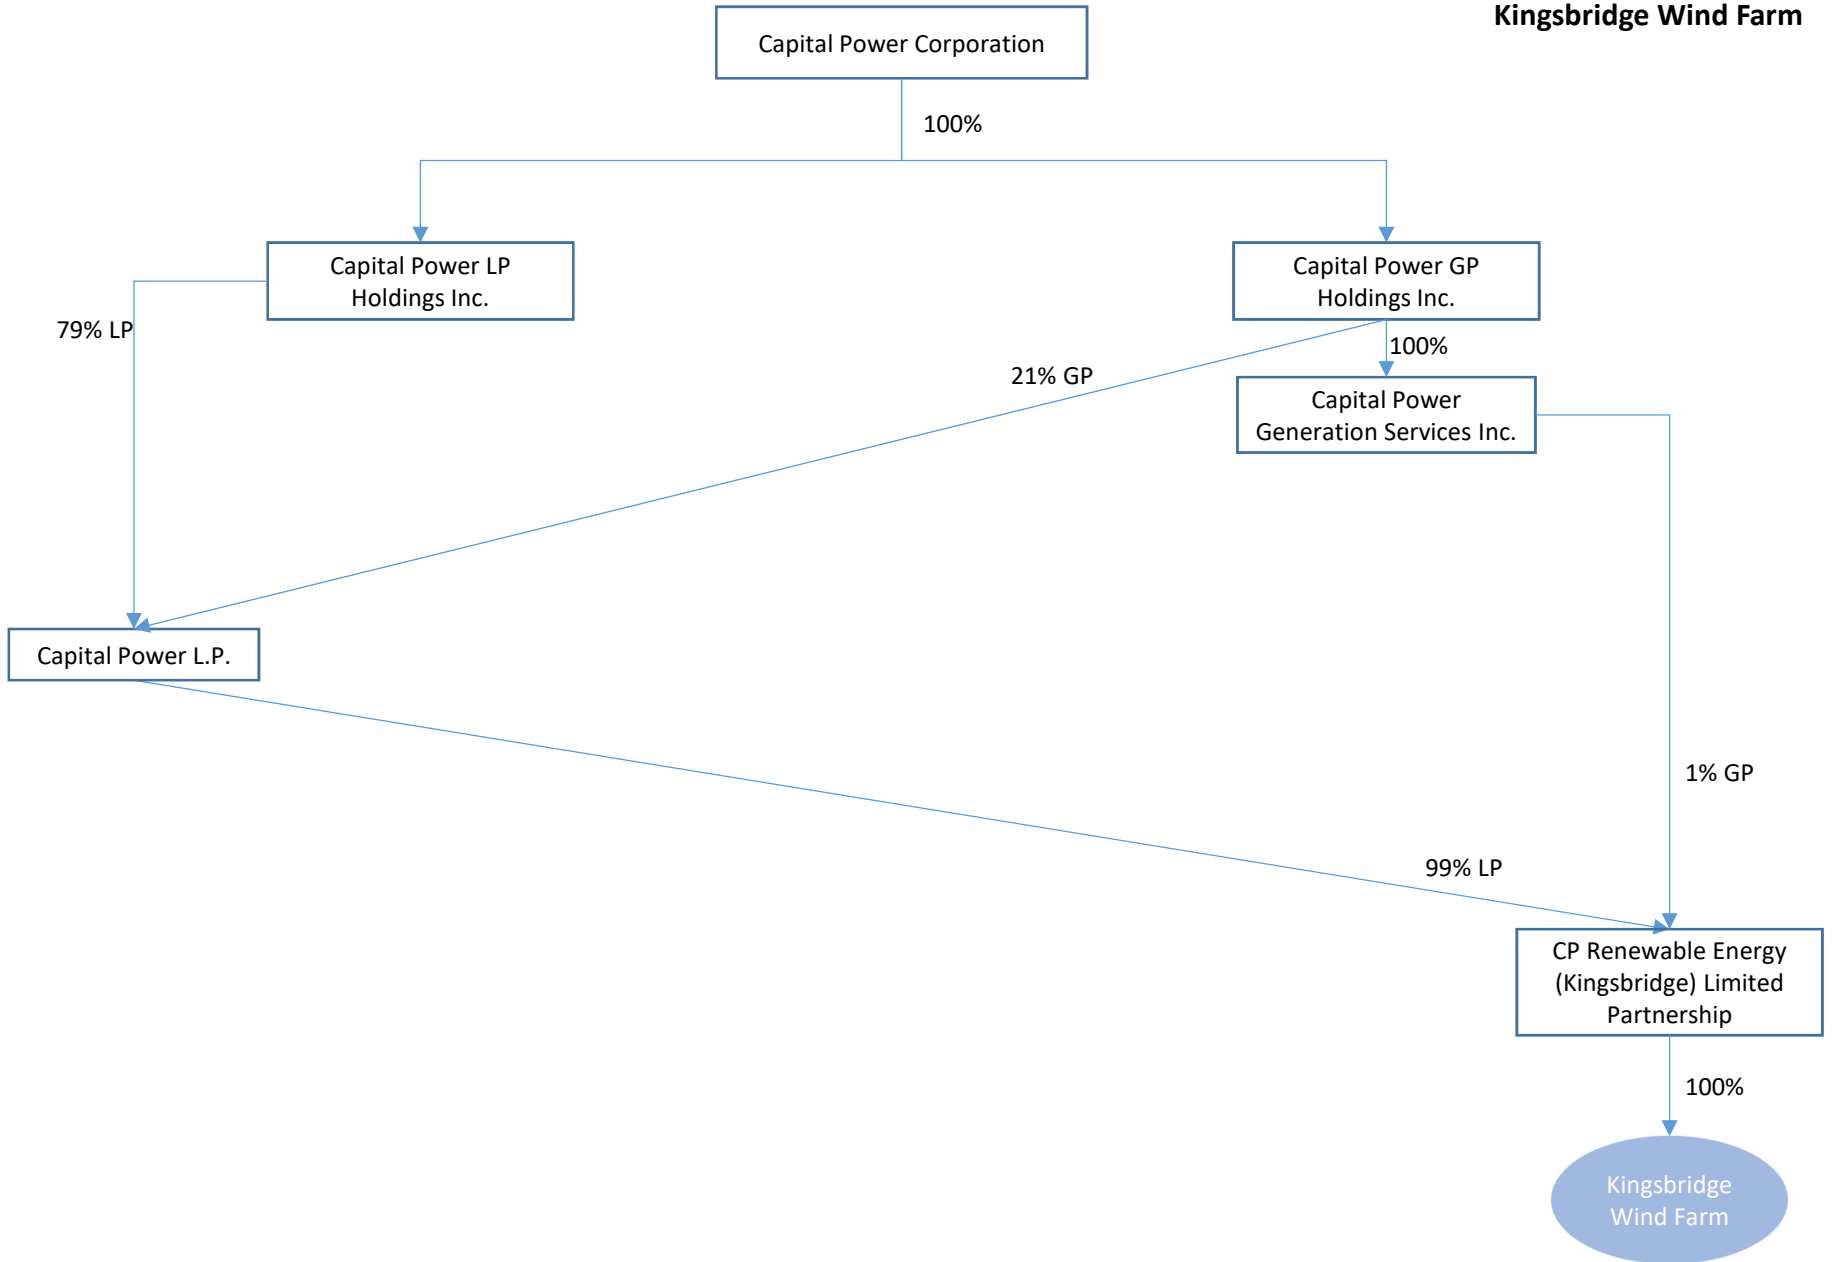 Kingsbridge Wind Farm
Capital Power Corporation
100%
Capital Power LP
Holdings Inc.
Capital Power GP
Holdings Inc.
79% LP
100%
21% GP
Capital Power
Generation Services Inc.
Capital Power L.P.
1% GP
99% LP
CP Renewable Energy
(Kingsbridge) Limited
Partnership
100%
Kingsbridge
Wind Farm